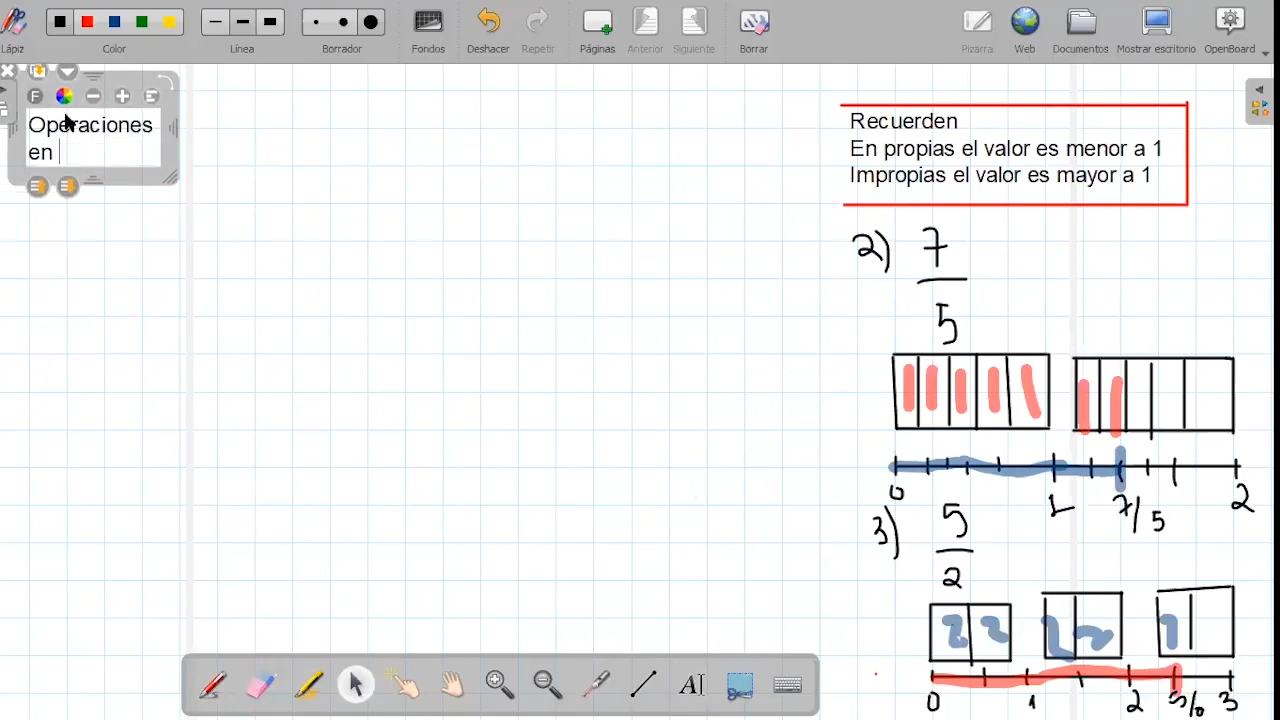 Lápiz Color Línea Borrador Fondos Deshacer Repetir Páginas Anterior Siguiente Borrar Pizarra Web Documentos Mostrar escritorio OpenBoard
F
Operaciones
en
Recuerden
En propias el valor es menor a 1
Impropias el valor es mayor a 1
2) 7
5
0 1 7/5 2
3) 5
2
0 1 2 5/ 3
AI